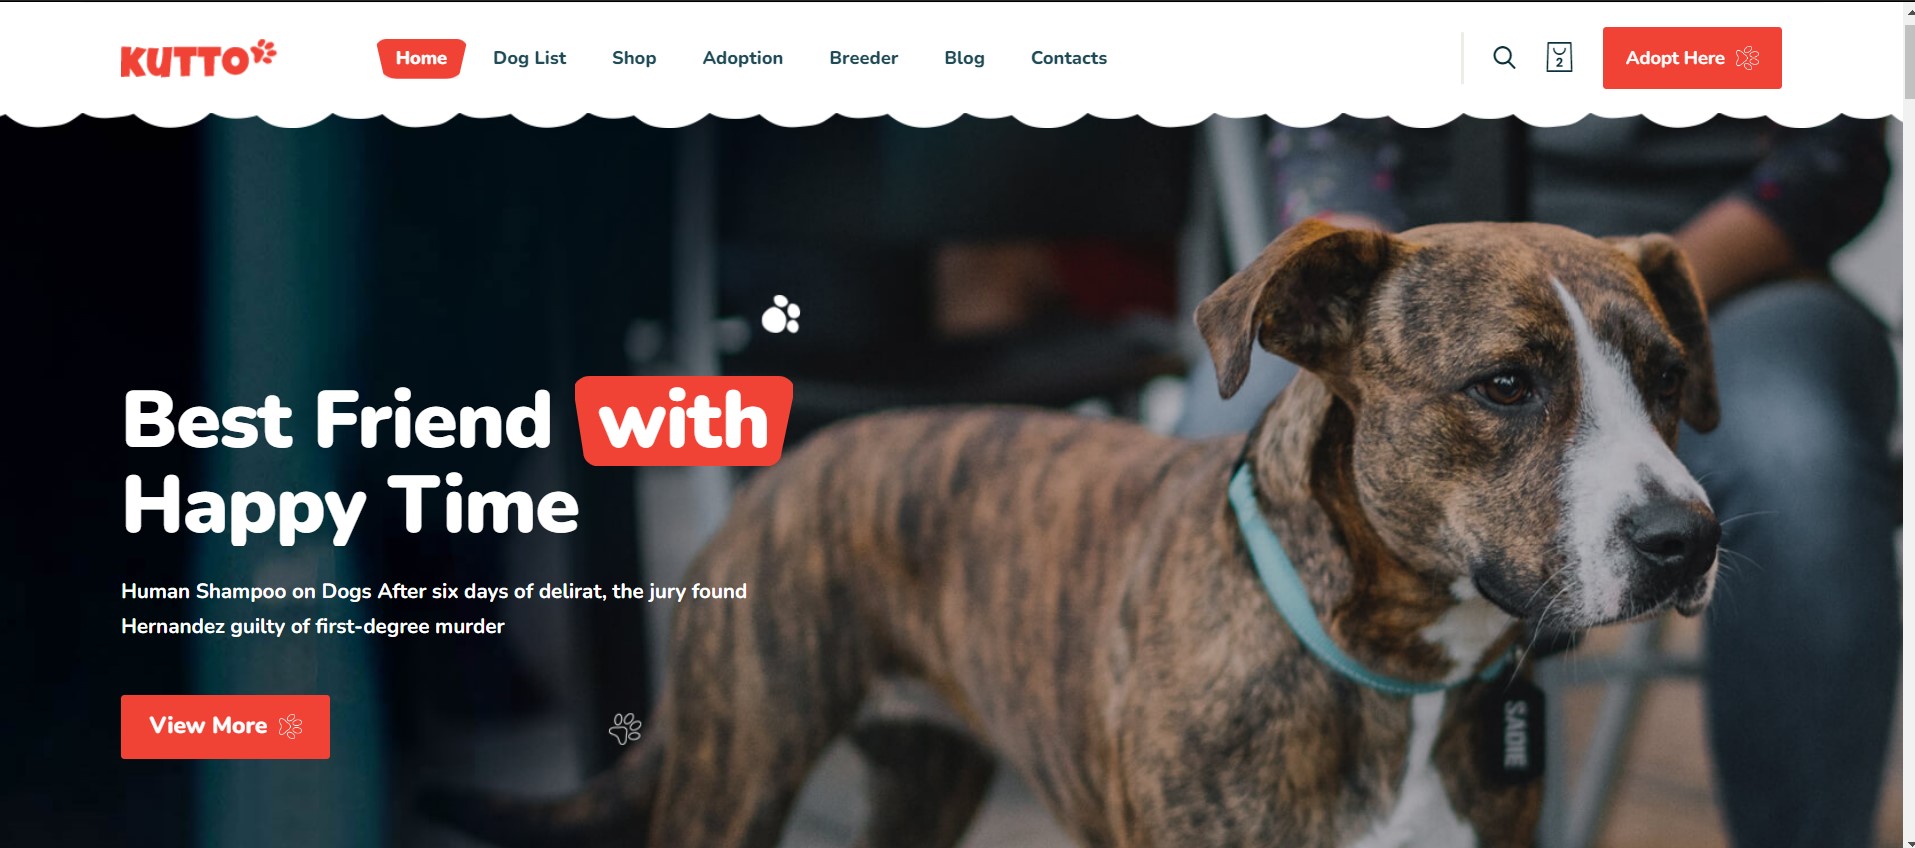 KUTTO
Home
Dog List
Shop
Adoption
Breeder
Blog
Contacts
2
Adopt Here
Best Friend with
Happy Time
Human Shampoo on Dogs After six days of delirat, the jury found
Hernandez guilty of first-degree murder
View More
SADIE